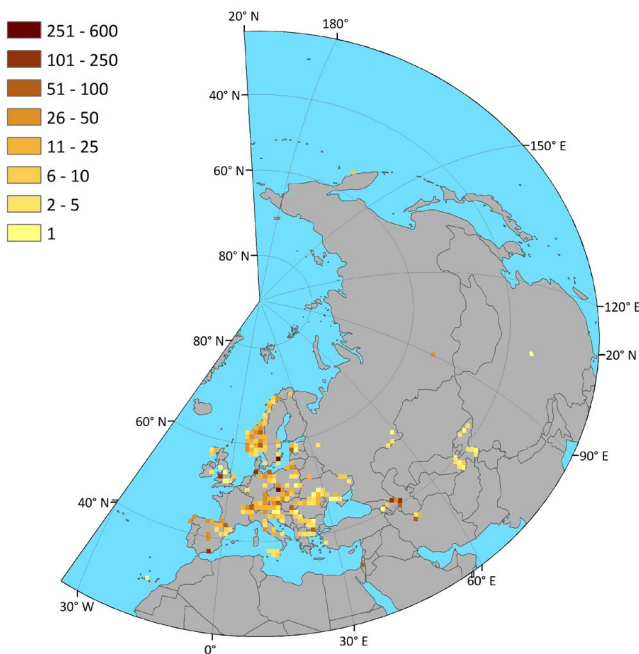 20° N
180°
251 - 600
101 - 250
51 - 100
26 - 50
11 - 25
6 - 10
2 - 5
1
40° N
150° E
60° N
80° N
120° E
80° N
20° N
60° N
90° E
40° N
60° E
30° W
0°
30° E